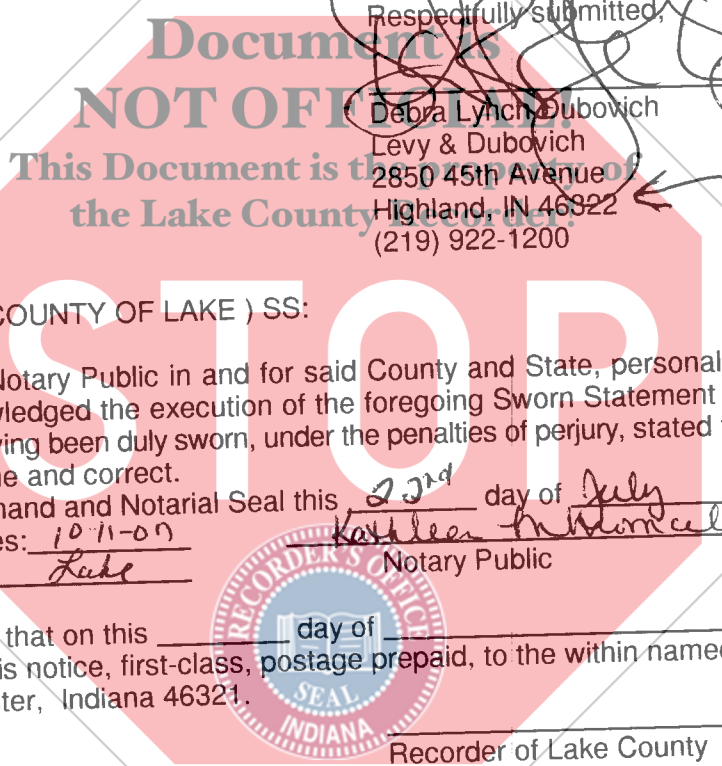 Respectfully submitted,
Document is
NOT OFFICIAL!
This Document is the property of
the Lake County Recorder!
Debra Lynch Dubovich
Levy & Dubovich
2850 45th Avenue
Highland, IN 46322
(219) 922-1200
STOP
COUNTY OF LAKE ) SS:
Notary Public in and for said County and State, personal
wledged the execution of the foregoing Sworn Statement
ving been duly sworn, under the penalties of perjury, stated
e and correct.
hand and Notarial Seal this 23rd day of July
es: 10-11-07
Kathleen
Lake
Notary Public
that on this day of
is notice, first-class, postage prepaid, to the within named
ter, Indiana 46321.
RECORDER'S OFFICE
SEAL
INDIANA
Recorder of Lake County